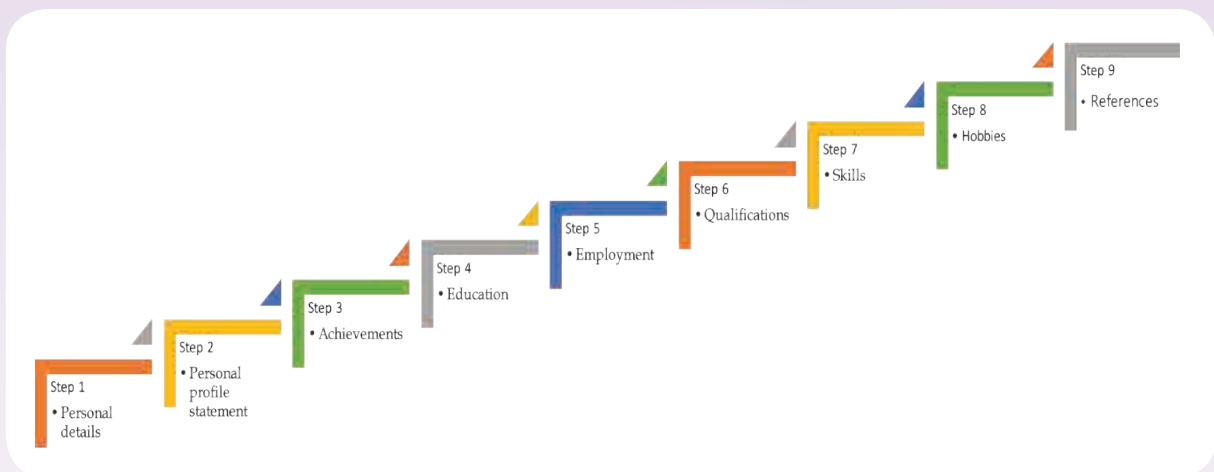 Step 1
• Personal
details
Step 2
• Personal
profile
statement
Step 3
• Achievements
Step 4
• Education
Step 5
• Employment
Step 6
• Qualifications
Step 7
• Skills
Step 8
• Hobbies
Step 9
• References